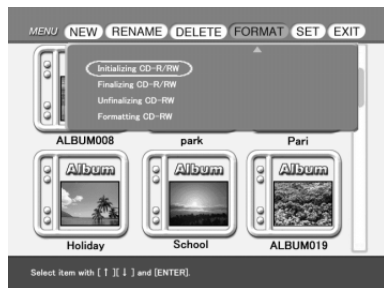 MENU NEW RENAME DELETE FORMAT SET EXIT
Initializing CD-R/RW
Finalizing CD-R/RW
Unfinalizing CD-RW
Formatting CD-RW
ALBUM008 park Pari
Album Album Album
Holiday School ALBUM019
Select item with [ ↑ ][ ↓ ] and [ENTER].